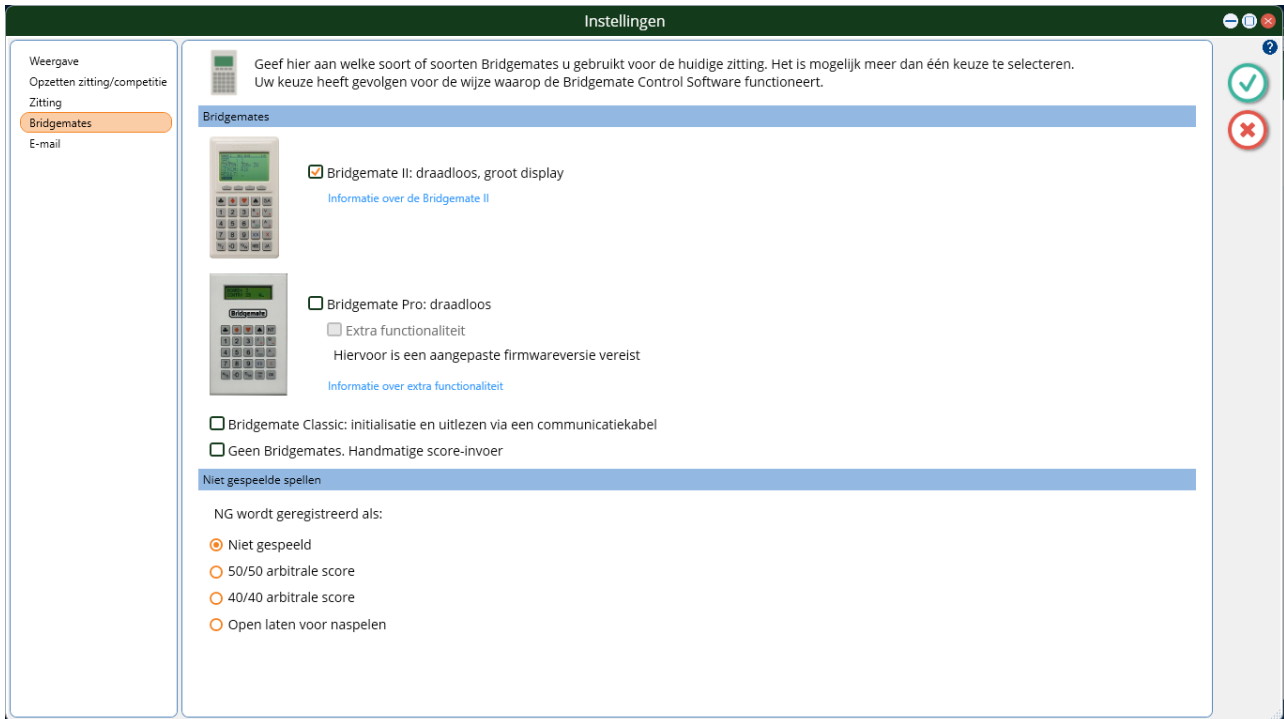 Instellingen
Weergave
Opzetten zitting/competitie
Zitting
Bridgemates
E-mail
Geef hier aan welke soort of soorten Bridgemates u gebruikt voor de huidige zitting. Het is mogelijk meer dan één keuze te selecteren.
Uw keuze heeft gevolgen voor de wijze waarop de Bridgemate Control Software functioneert.
Bridgemates
Bridgemate II: draadloos, groot display
Informatie over de Bridgemate II
Bridgemate
Bridgemate Pro: draadloos
Extra functionaliteit
Hiervoor is een aangepaste firmwareversie vereist
Informatie over extra functionaliteit
Bridgemate Classic: initialisatie en uitlezen via een communicatiekabel
Geen Bridgemates. Handmatige score-invoer
Niet gespeelde spellen
NG wordt geregistreerd als:
Niet gespeeld
50/50 arbitrale score
40/40 arbitrale score
Open laten voor naspelen